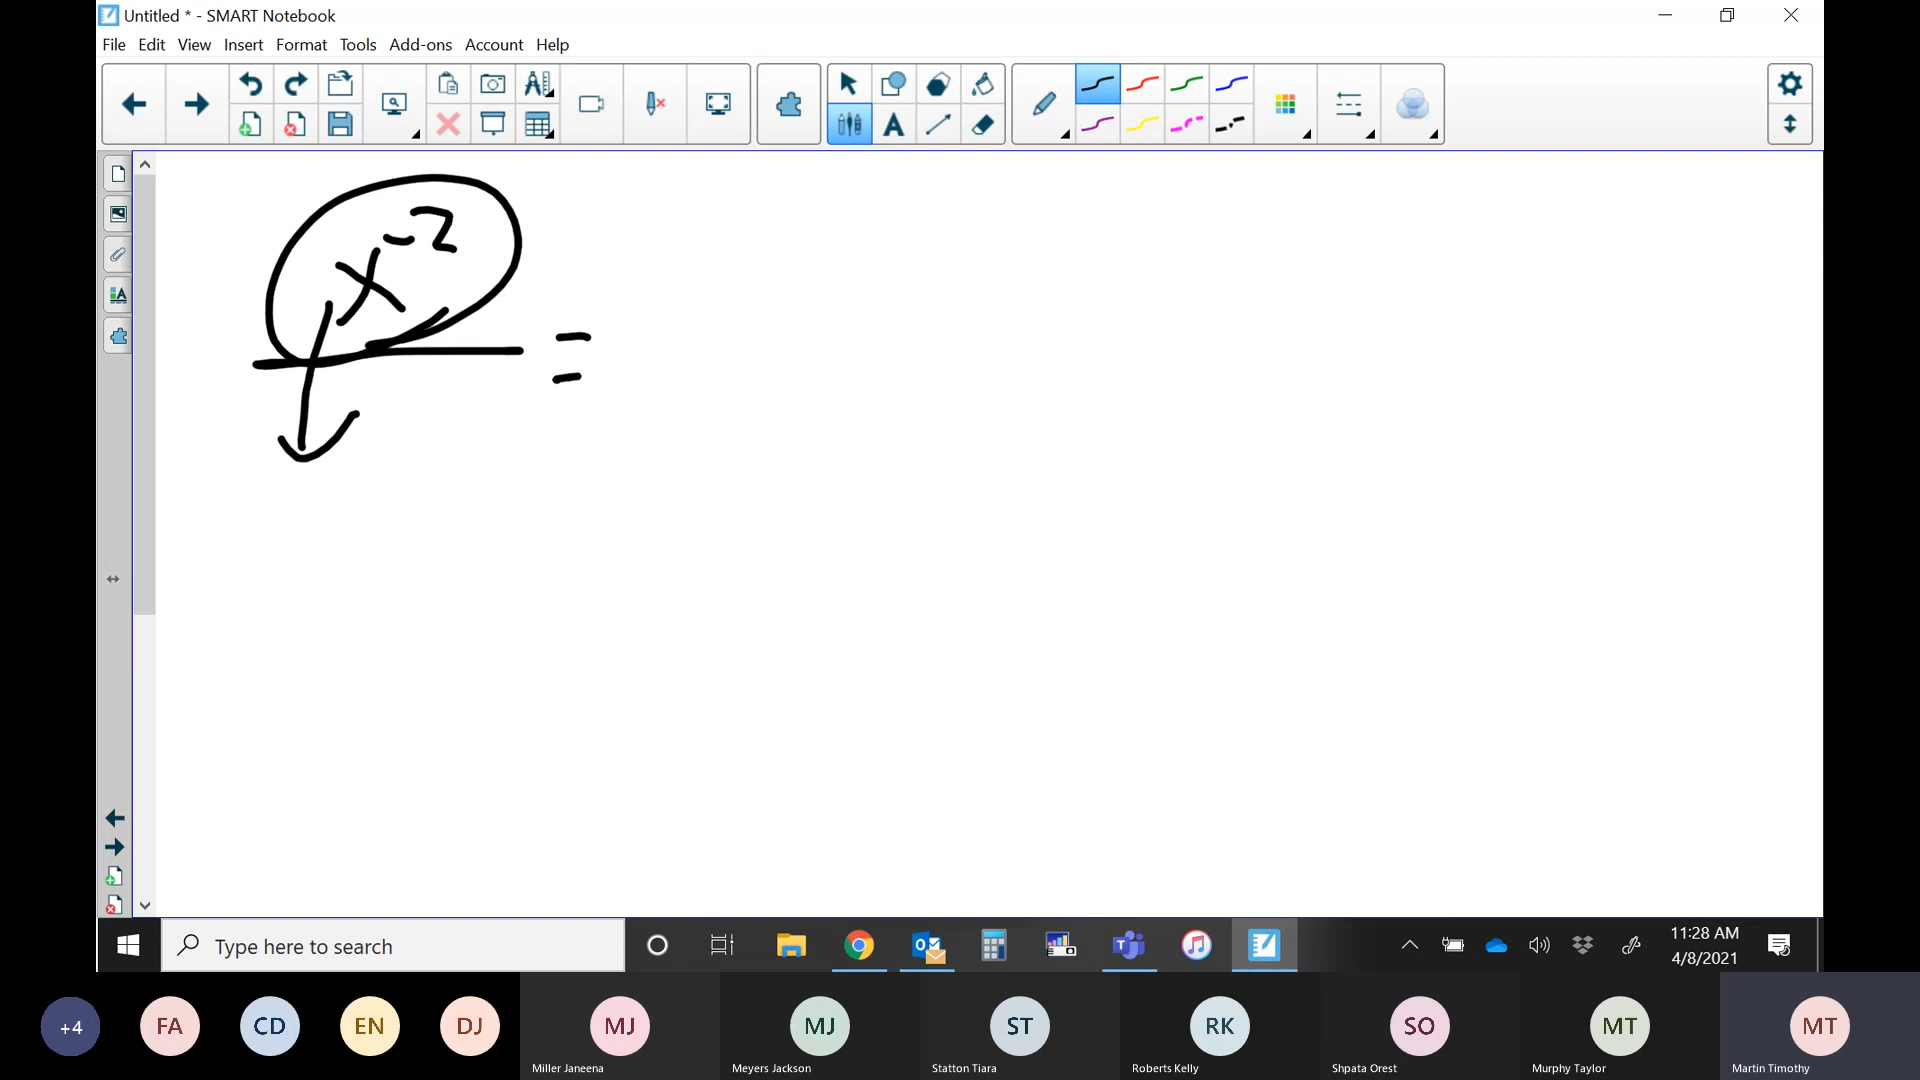 Untitled * - SMART Notebook
File Edit View Insert Format Tools Add-ons Account Help
x⁻²
=
Type here to search
11:28 AM
4/8/2021
+4 FA CD EN DJ MJ MJ ST RK SO MT MT
Miller Janeena Meyers Jackson Statton Tiara Roberts Kelly Shpata Orest Murphy Taylor Martin Timothy